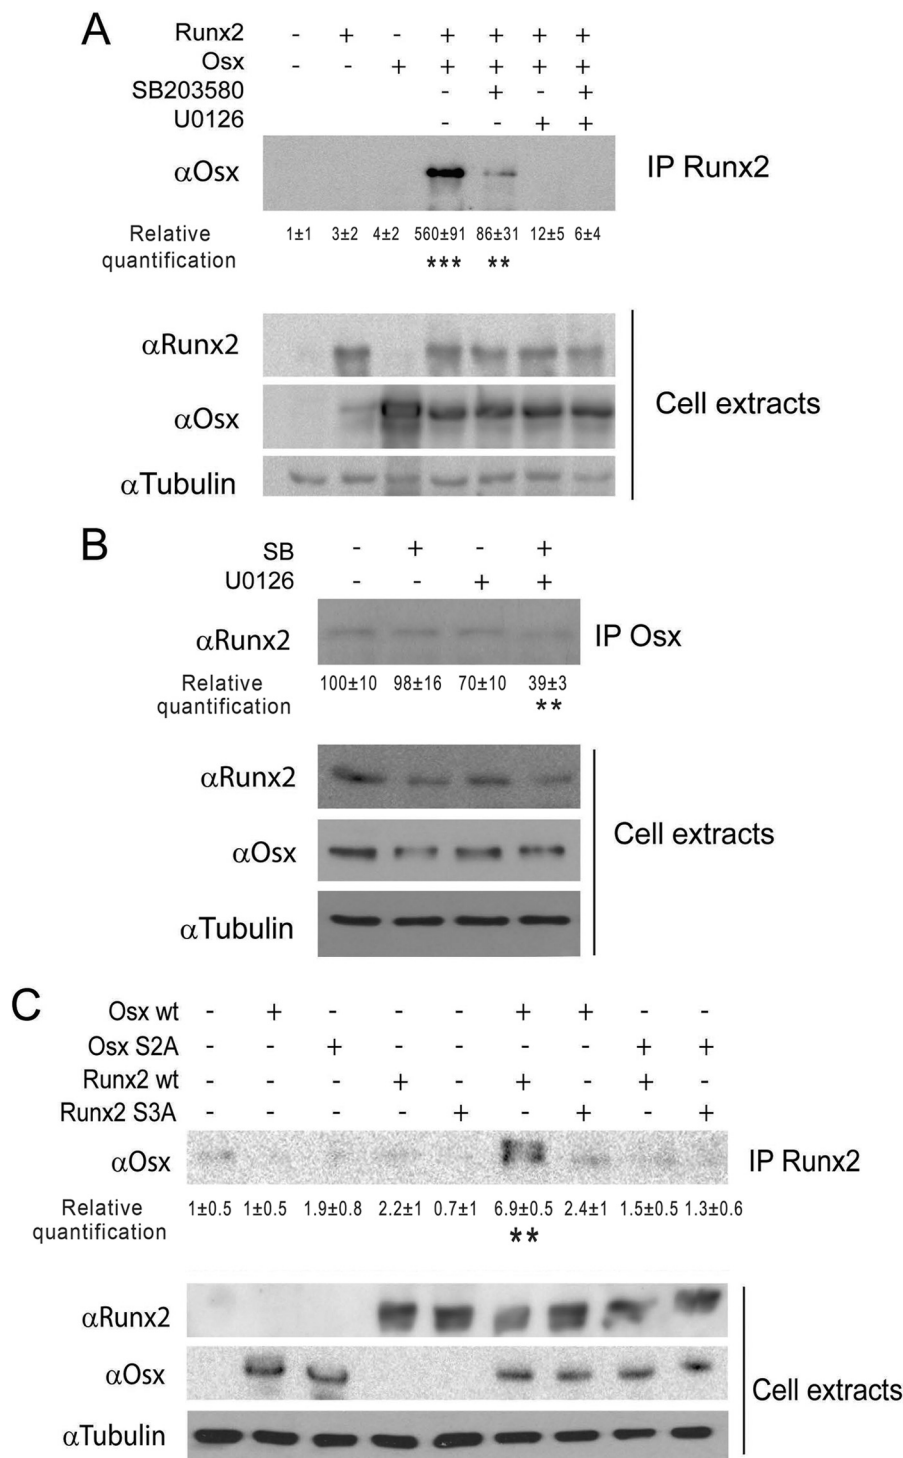 A
Runx2 - + - + + + +
Osx - - + + + + +
SB203580 - + - +
U0126 - - + +
αOsx IP Runx2
Relative 1±1 3±2 4±2 560±91 86±31 12±5 6±4
quantification *** **
αRunx2
αOsx Cell extracts
αTubulin
B
SB - + - +
U0126 - - + +
αRunx2 IP Osx
Relative 100±10 98±16 70±10 39±3
quantification **
αRunx2
αOsx Cell extracts
αTubulin
C
Osx wt - + - - - + + - -
Osx S2A - - + - - - - + +
Runx2 wt - - - + - + - + -
Runx2 S3A - - - - + - + - +
αOsx IP Runx2
Relative 1±0.5 1±0.5 1.9±0.8 2.2±1 0.7±1 6.9±0.5 2.4±1 1.5±0.5 1.3±0.6
quantification **
αRunx2
αOsx Cell extracts
αTubulin